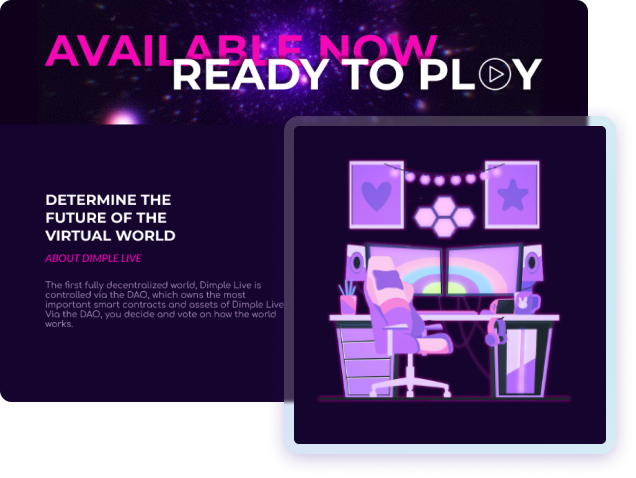 AVAILABLE NOW
READY TO PLAY
DETERMINE THE
FUTURE OF THE
VIRTUAL WORLD
ABOUT DIMPLE LIVE
The first fully decentralized world, Dimple Live is
controlled via the DAO, which owns the most
important smart contracts and assets of Dimple Live
Via the DAO, you decide and vote on how the world
works.